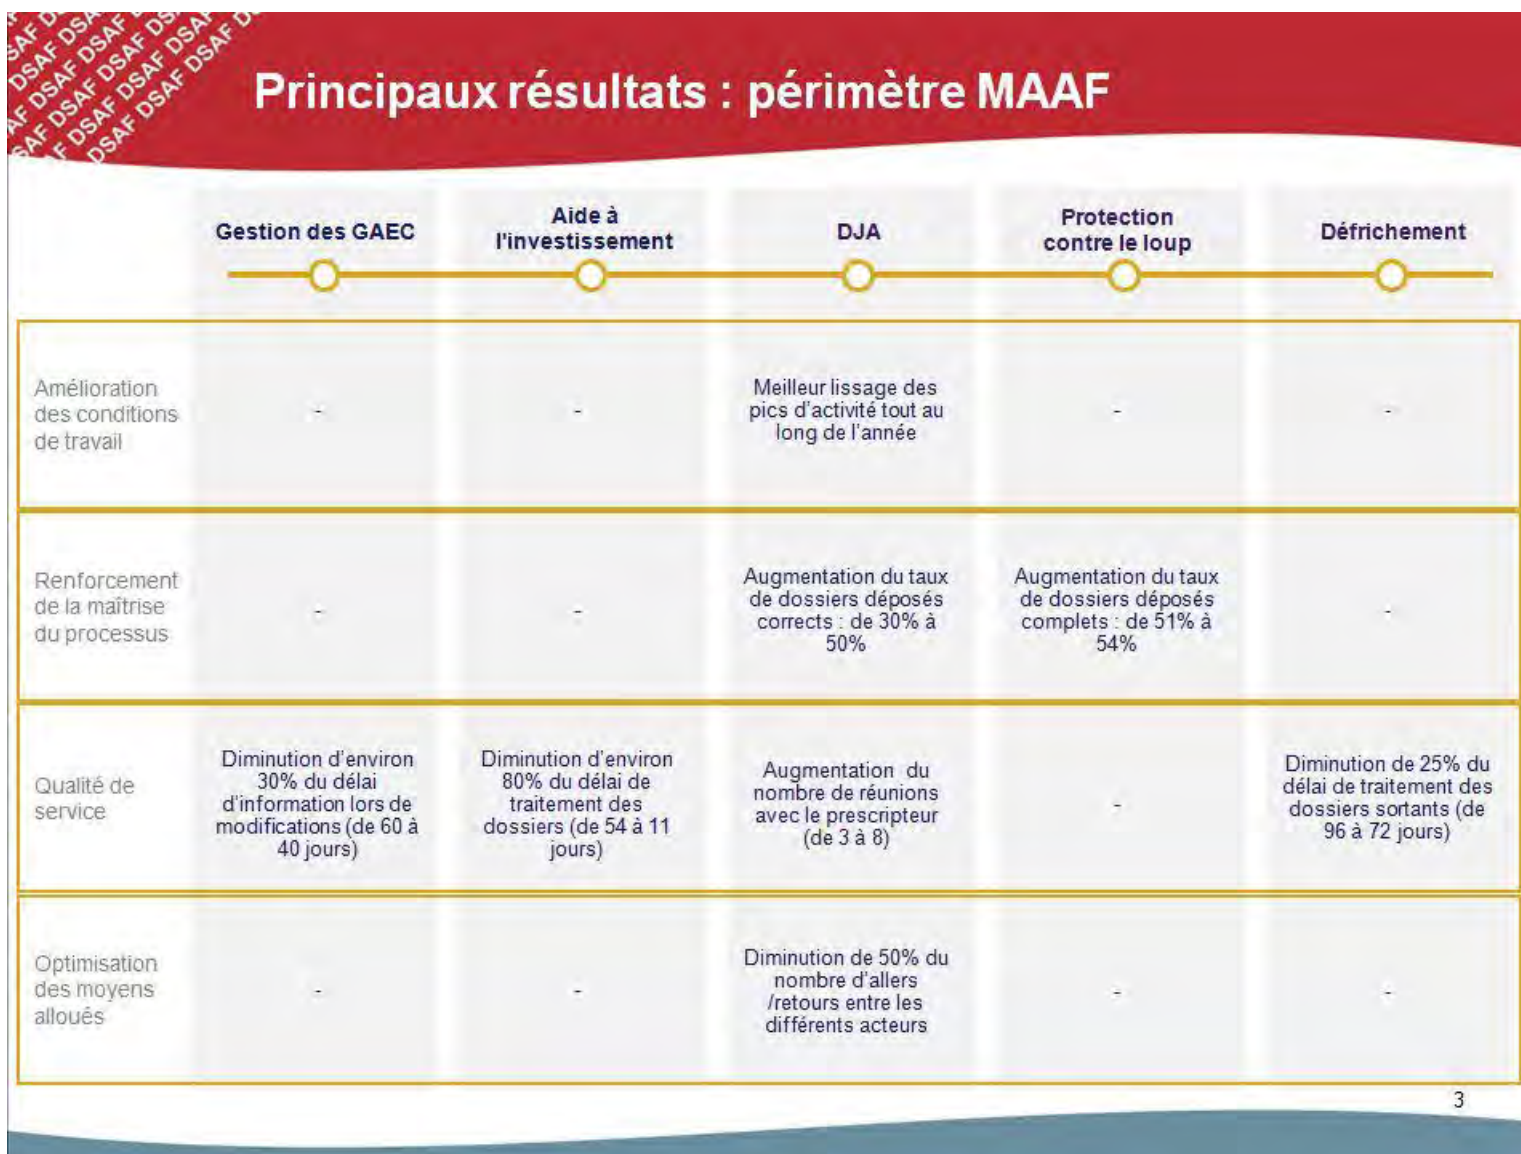 DSAF DSAF DSAF DSAF DSAF
Principaux résultats : périmètre MAAF
Gestion des GAEC
Aide à
l'investissement
DJA
Protection
contre le loup
Défrichement
Amélioration
des conditions
de travail
-
-
Meilleur lissage des
pics d'activité tout au
long de l'année
-
-
Renforcement
de la maîtrise
du processus
-
-
Augmentation du taux
de dossiers déposés
corrects : de 30% à
50%
Augmentation du taux
de dossiers déposés
complets : de 51% à
54%
-
Qualité de
service
Diminution d'environ
30% du délai
d'information lors de
modifications (de 60 à
40 jours)
Diminution d'environ
80% du délai de
traitement des
dossiers (de 54 à 11
jours)
Augmentation du
nombre de réunions
avec le prescripteur
(de 3 à 8)
-
Diminution de 25% du
délai de traitement des
dossiers sortants (de
96 à 72 jours)
Optimisation
des moyens
alloués
-
-
Diminution de 50% du
nombre d'allers
/retours entre les
différents acteurs
-
-
3